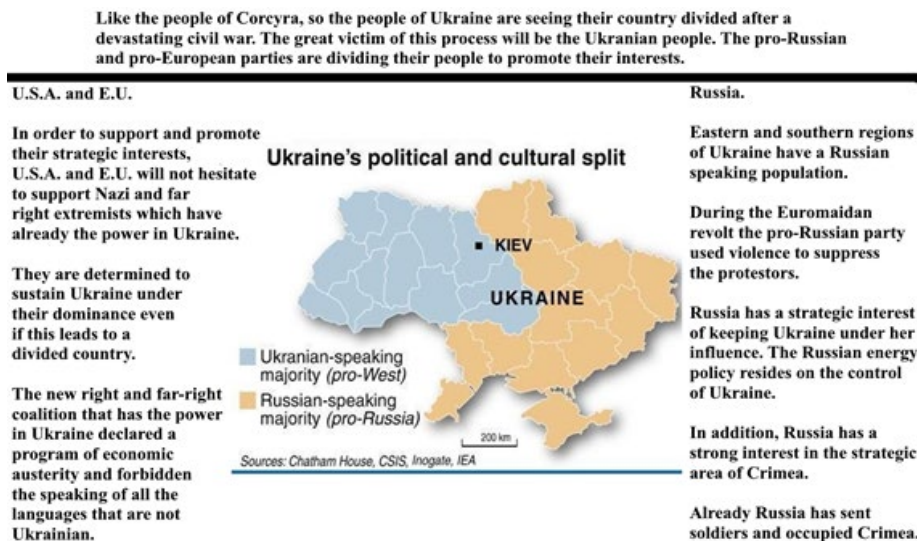 Like the people of Corcyra, so the people of Ukraine are seeing their country divided after a
devastating civil war. The great victim of this process will be the Ukranian people. The pro-Russian
and pro-European parties are dividing their people to promote their interests.
U.S.A. and E.U.
In order to support and promote
their strategic interests,
U.S.A. and E.U. will not hesitate
to support Nazi and far
right extremists which have
already the power in Ukraine.
They are determined to
sustain Ukraine under
their dominance even
if this leads to a
divided country.
The new right and far-right
coalition that has the power
in Ukraine declared a
program of economic
austerity and forbidden
the speaking of all the
languages that are not
Ukrainian.
Ukraine's political and cultural split
KIEV
UKRAINE
Ukranian-speaking
majority (pro-West)
Russian-speaking
majority (pro-Russia)
200 km
Sources: Chatham House, CSIS, Inogate, IEA
Russia.
Eastern and southern regions
of Ukraine have a Russian
speaking population.
During the Euromaidan
revolt the pro-Russian party
used violence to suppress
the protestors.
Russia has a strategic interest
of keeping Ukraine under her
influence. The Russian energy
policy resides on the control
of Ukraine.
In addition, Russia has a
strong interest in the strategic
area of Crimea.
Already Russia has sent
soldiers and occupied Crimea.